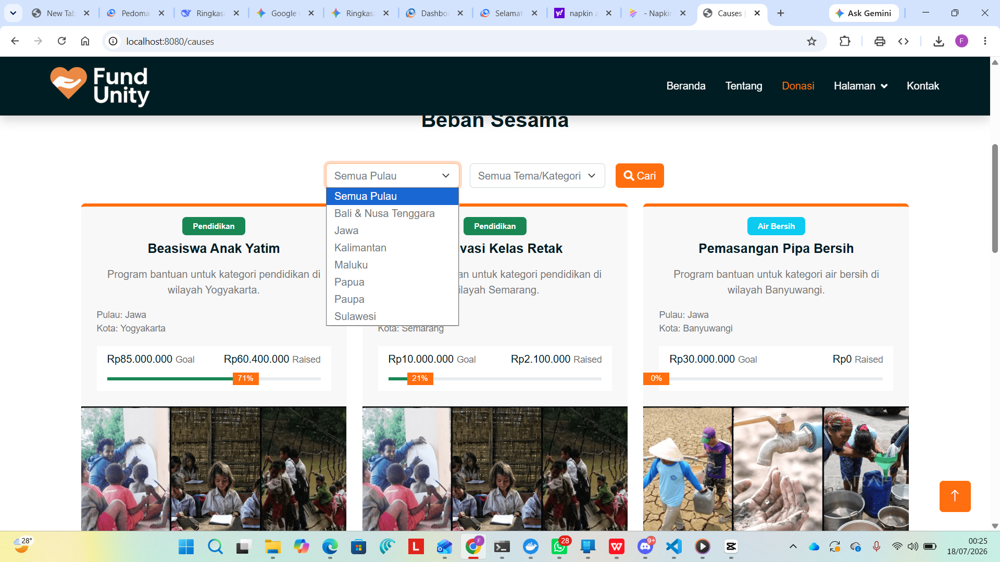 New Tab
Pedoma
Ringkas
Google
Ringkas
Dashbo
Selamat
napkin a
- Napkin
Causes |
Ask Gemini
localhost:8080/causes
F
Fund
Unity
Beranda
Tentang
Donasi
Halaman
Kontak
Beban Sesama
Semua Pulau
Semua Tema/Kategori
Cari
Semua Pulau
Bali & Nusa Tenggara
Jawa
Kalimantan
Maluku
Papua
Paupa
Sulawesi
Pendidikan
Beasiswa Anak Yatim
Program bantuan untuk kategori pendidikan di
wilayah Yogyakarta.
Pulau: Jawa
Kota: Yogyakarta
Rp85.000.000 Goal
Rp60.400.000 Raised
71%
Pendidikan
vasi Kelas Retak
an untuk kategori pendidikan di
ilayah Semarang.
Kota: Semarang
Rp10.000.000 Goal
Rp2.100.000 Raised
21%
Air Bersih
Pemasangan Pipa Bersih
Program bantuan untuk kategori air bersih di
wilayah Banyuwangi.
Pulau: Jawa
Kota: Banyuwangi
Rp30.000.000 Goal
Rp0 Raised
0%
28°
L
F
28
9+
00:25
18/07/2026